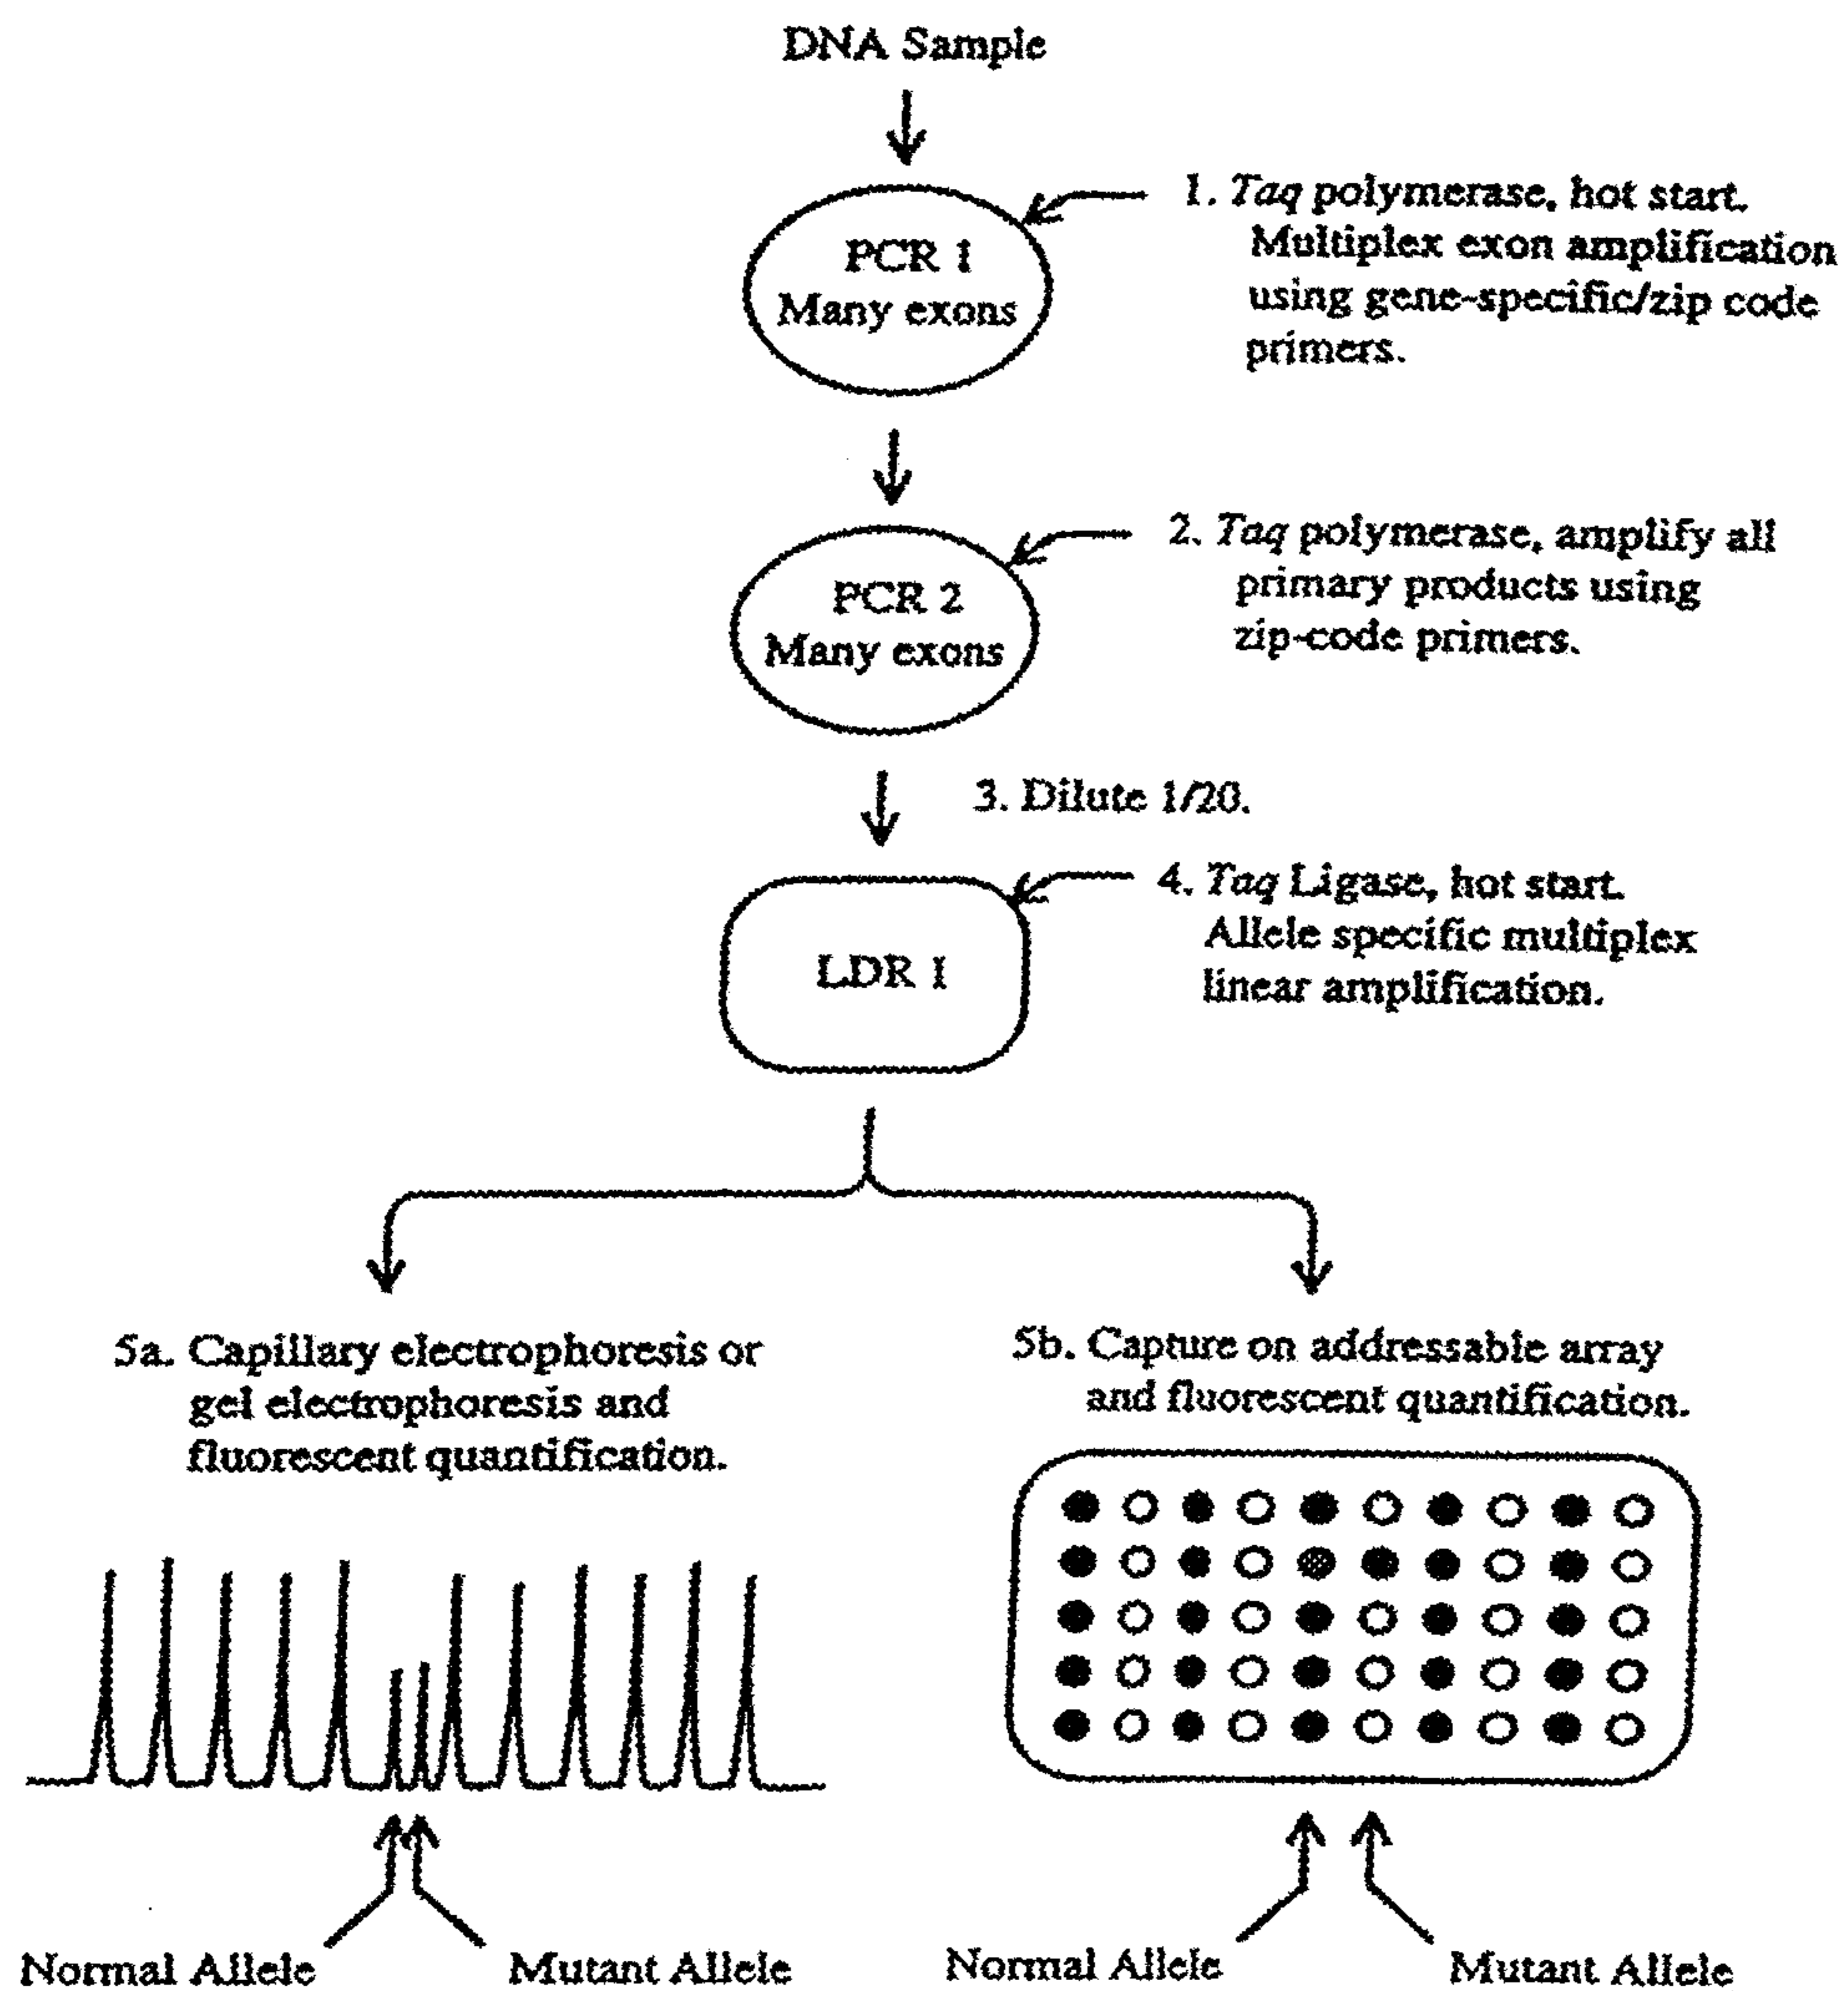 DNA Sample
PCR 1
Many exons
1. Taq polymerase, hot start.
Multiplex exon amplification
using gene-specific/zip code
primers.
PCR 2
Many exons
2. Taq polymerase, amplify all
primary products using
zip-code primers.
3. Dilute 1/20.
LDR 1
4. Taq Ligase, hot start.
Allele specific multiplex
linear amplification.
5a. Capillary electrophoresis or
gel electrophoresis and
fluorescent quantification.
5b. Capture on addressable array
and fluorescent quantification.
Normal Allele
Mutant Allele
Normal Allele
Mutant Allele